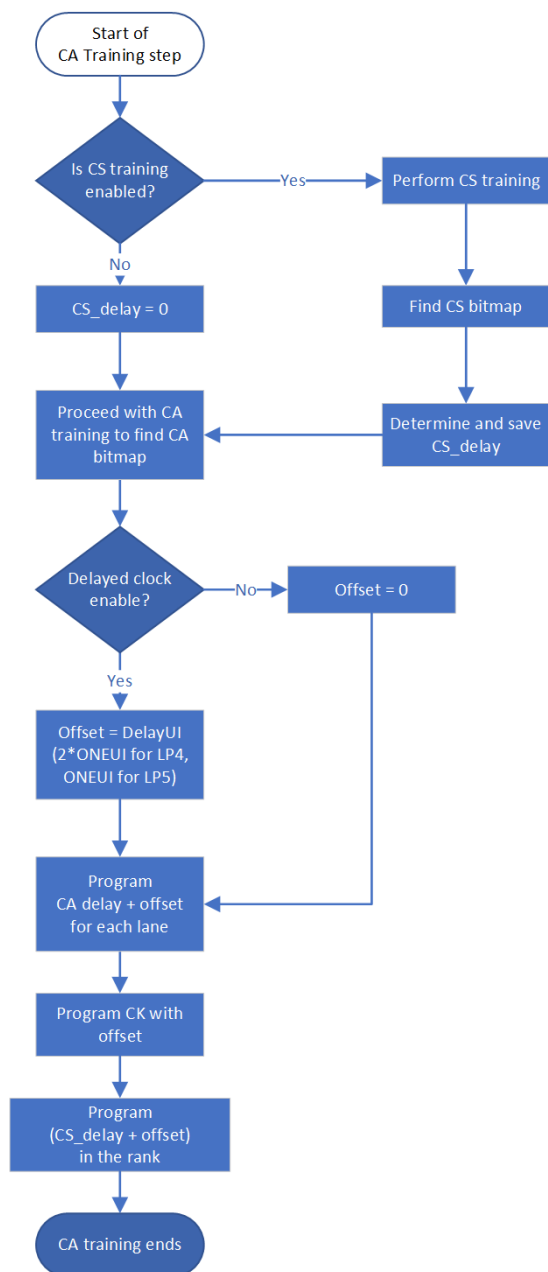 Start of
CA Training step
Is CS training
enabled?
Yes
Perform CS training
No
CS_delay = 0
Find CS bitmap
Proceed with CA
training to find CA
bitmap
Determine and save
CS_delay
Delayed clock
enable?
No
Offset = 0
Yes
Offset = DelayUI
(2*ONEUI for LP4,
ONEUI for LP5)
Program
CA delay + offset
for each lane
Program CK with
offset
Program
(CS_delay + offset)
in the rank
CA training ends